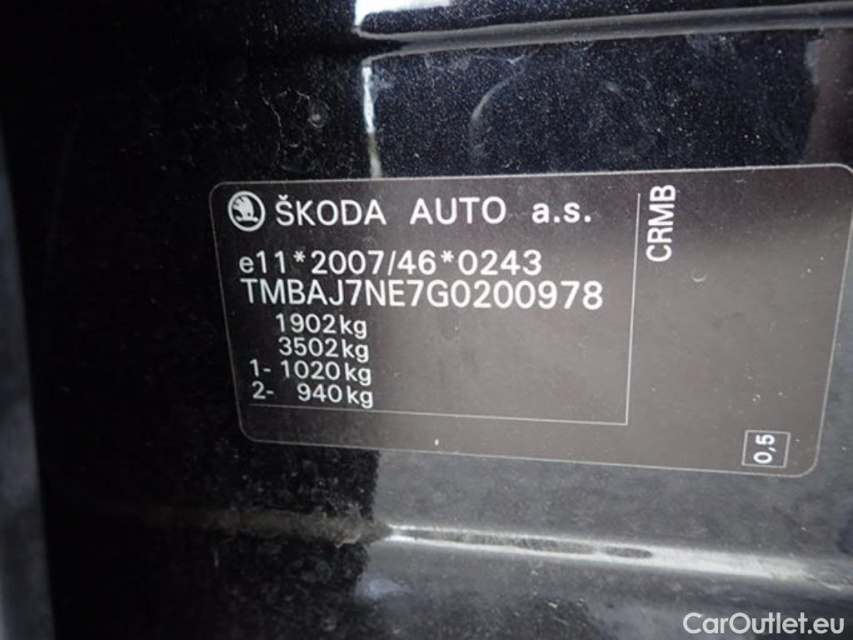 ŠKODA AUTO a.s.
e11*2007/46*0243
TMBAJ7NE7G0200978
1902kg
3502kg
1- 1020kg
2- 940kg
CRMB
0,5
CarOutlet.eu